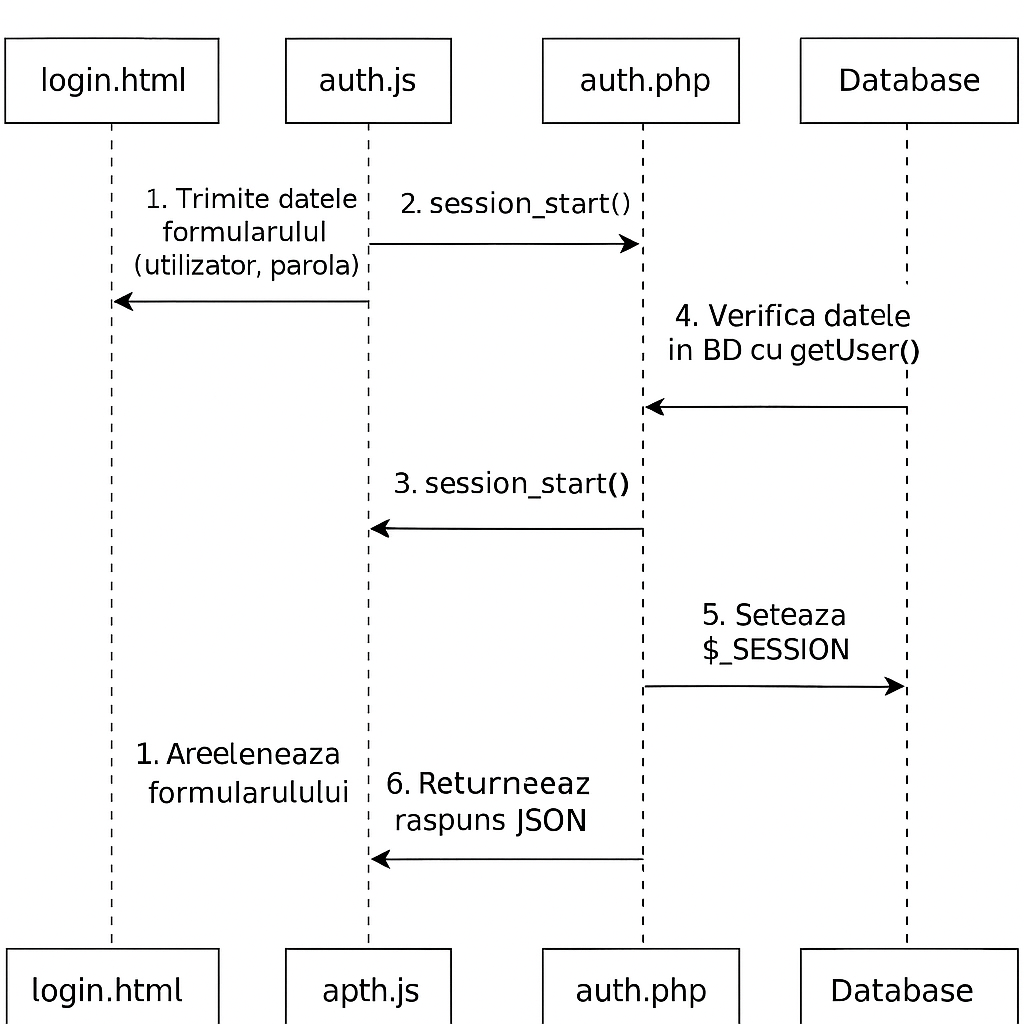 login.html
auth.js
auth.php
Database
1. Trimite datele
formularulul
(utilizator, parola)
2. session_start()
4. Verifica datele
in BD cu getUser()
3. session_start()
5. Seteaza
$_SESSION
1. Areeleneaza
formularulului
6. Returneeaz
raspuns JSON
login.html
apth.js
auth.php
Database